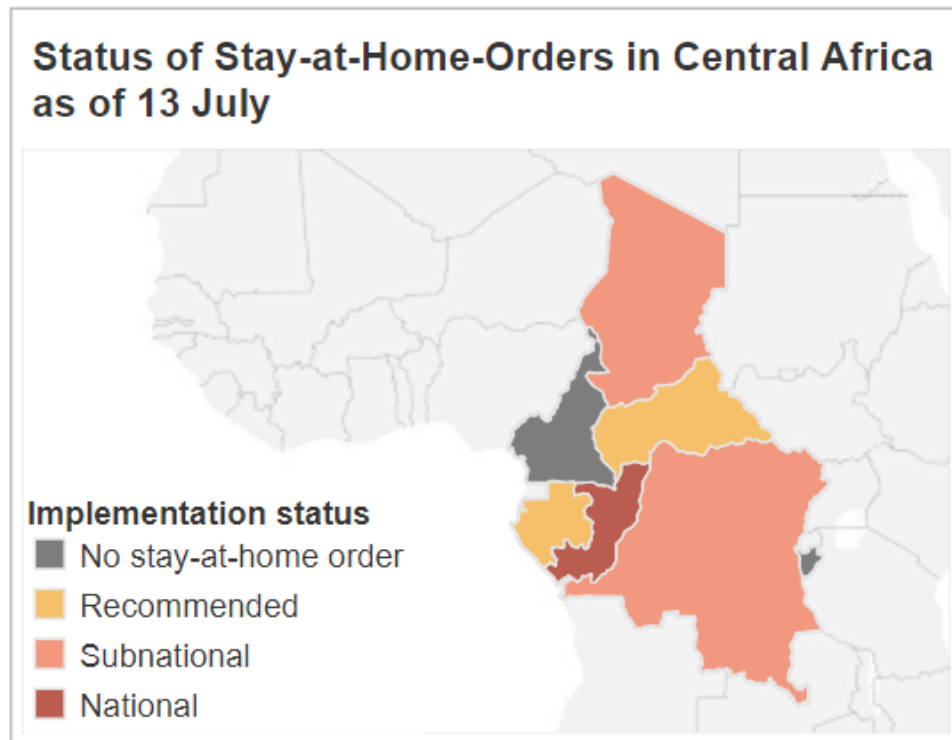 Status of Stay-at-Home-Orders in Central Africa
as of 13 July
Implementation status
No stay-at-home order
Recommended
Subnational
National